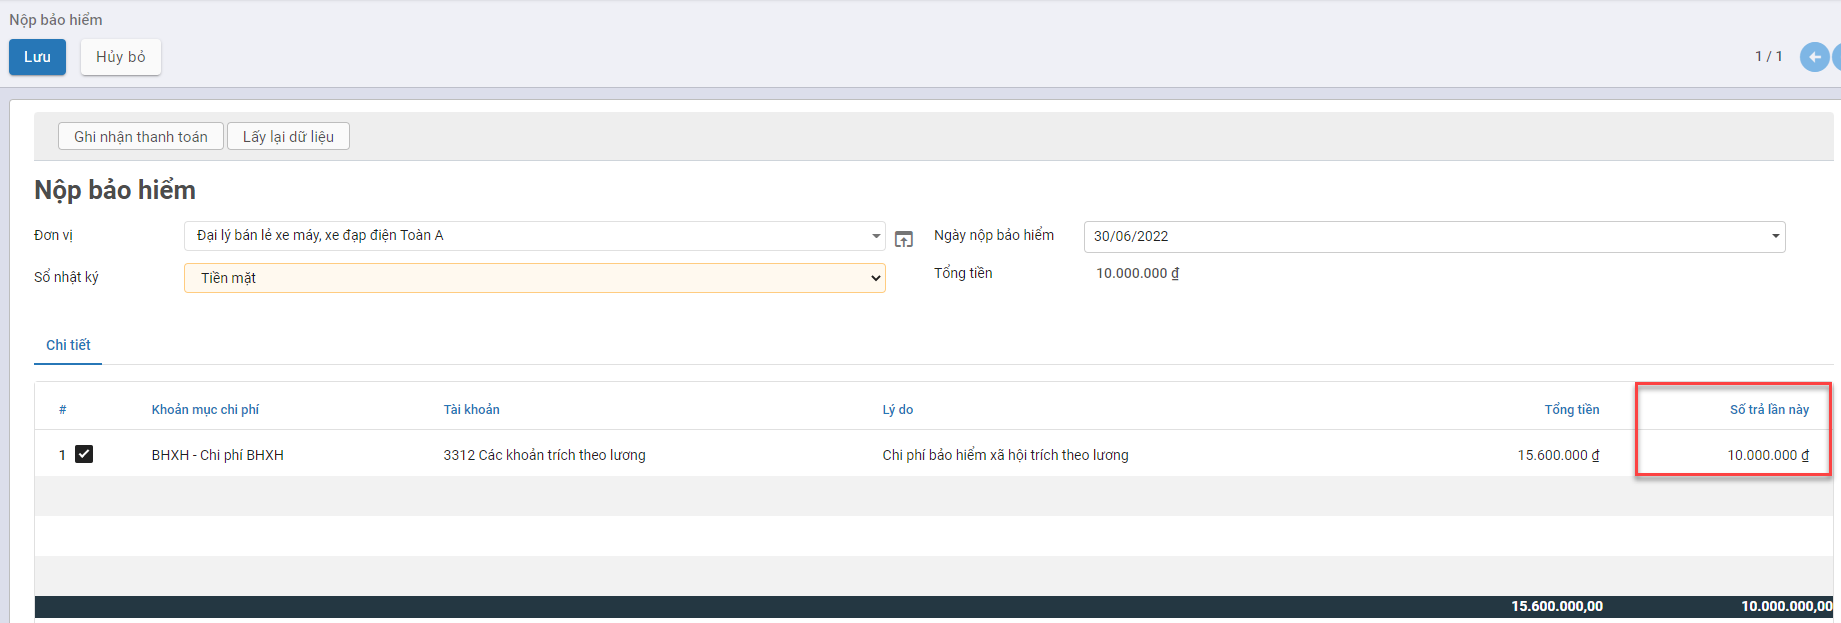 Nộp bảo hiểm
Lưu Hủy bỏ 1 / 1
Ghi nhận thanh toán Lấy lại dữ liệu
Nộp bảo hiểm
Đơn vị Đại lý bán lẻ xe máy, xe đạp điện Toàn A Ngày nộp bảo hiểm 30/06/2022
Sổ nhật ký Tiền mặt Tổng tiền 10.000.000 ₫
Chi tiết
# Khoản mục chi phí Tài khoản Lý do Tổng tiền Số trả lần này
1 BHXH - Chi phí BHXH 3312 Các khoản trích theo lương Chi phí bảo hiểm xã hội trích theo lương 15.600.000 ₫ 10.000.000 ₫
15.600.000,00 10.000.000,00